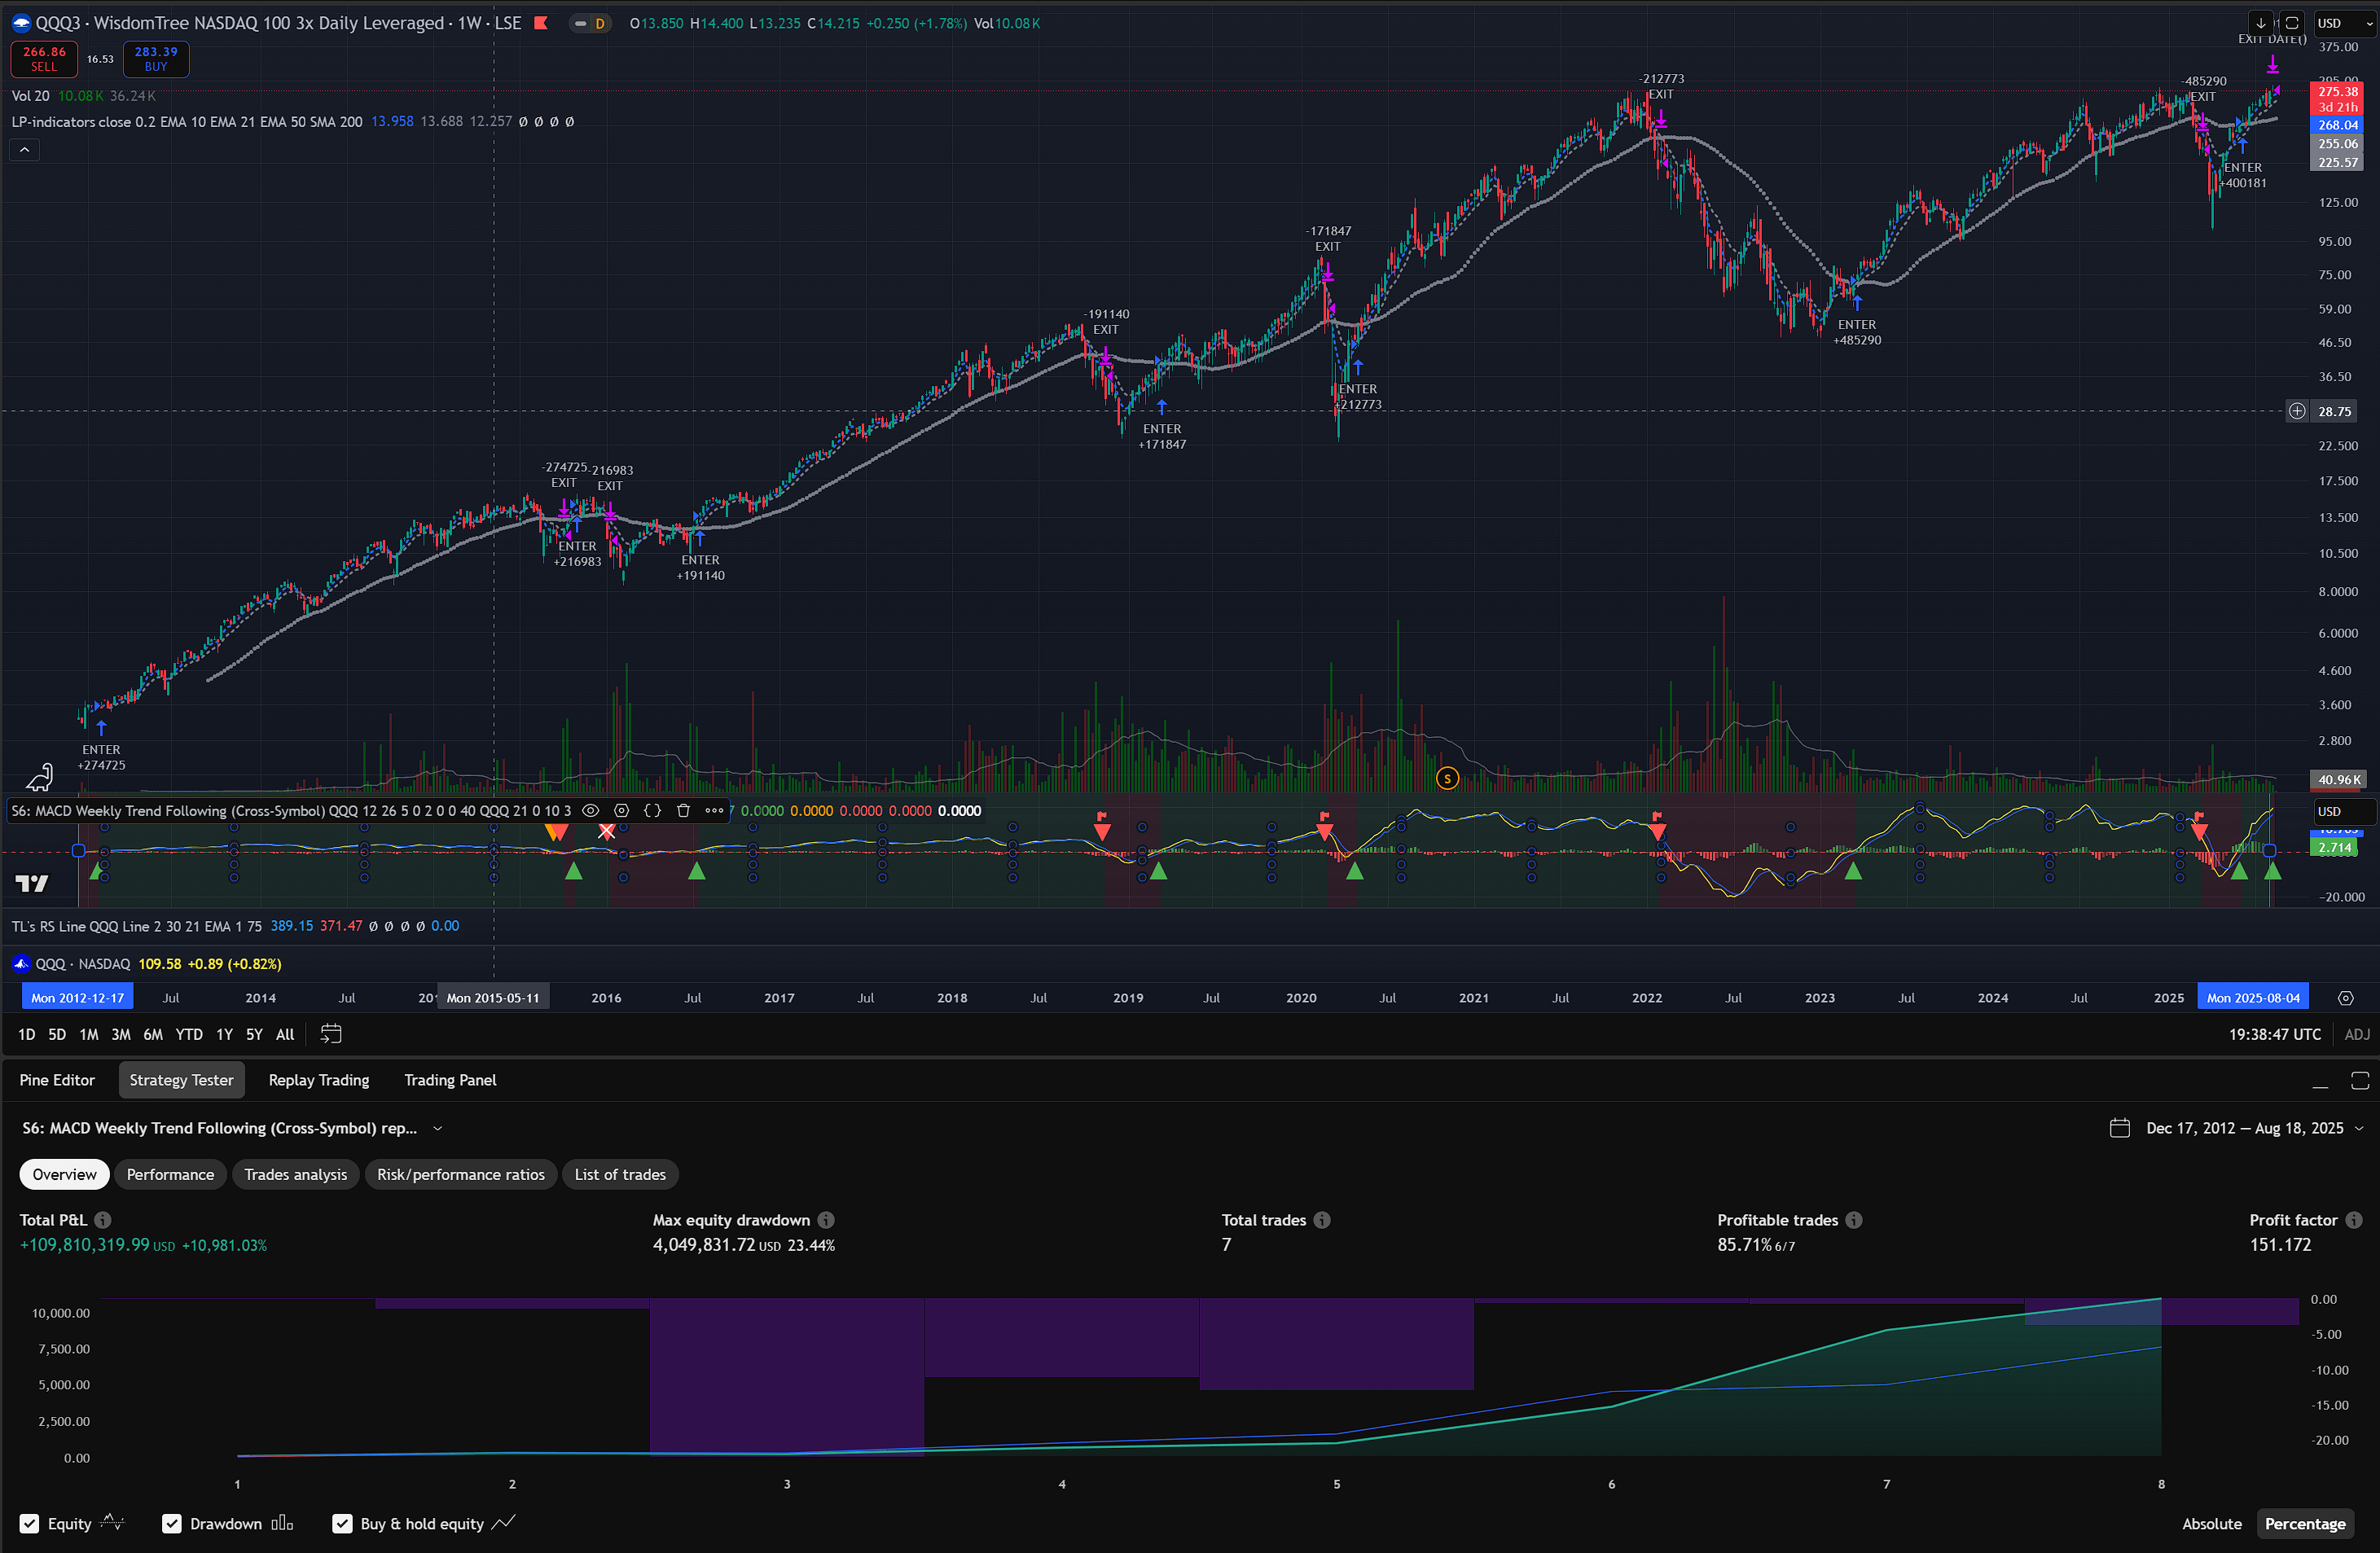 QQQ3 · WisdomTree NASDAQ 100 3x Daily Leveraged · 1W · LSE D O13.850 H14.400 L13.235 C14.215 +0.250 (+1.78%) Vol10.08K
USD
EXIT DATE()
266.86 SELL 16.53 283.39 BUY
Vol 20 10.08K 36.24K
LP-indicators close 0.2 EMA 10 EMA 21 EMA 50 SMA 200 13.958 13.688 12.257 ø ø ø ø
-212773
EXIT
-485290
EXIT
ENTER
+400181
-171847
EXIT
-191140
EXIT
ENTER
+485290
ENTER
+212773
ENTER
+171847
-274725 -216983
EXIT EXIT
ENTER
+216983
ENTER
+191140
ENTER
+274725
S
375.00
295.00
275.38
3d 21h
268.04
255.06
225.57
125.00
95.00
75.00
59.00
46.50
36.50
28.75
22.500
17.500
13.500
10.500
8.0000
6.0000
4.600
3.600
2.800
40.96K
S6: MACD Weekly Trend Following (Cross-Symbol) QQQ 12 26 5 0 2 0 0 40 QQQ 21 0 10 3 0.0000 0.0000 0.0000 0.0000 0.0000
USD
2.714
-20.000
TL's RS Line QQQ Line 2 30 21 EMA 1 75 389.15 371.47 ø ø ø ø 0.00
QQQ · NASDAQ 109.58 +0.89 (+0.82%)
Mon 2012-12-17 Jul 2014 Jul Mon 2015-05-11 2016 Jul 2017 Jul 2018 Jul 2019 Jul 2020 Jul 2021 Jul 2022 Jul 2023 Jul 2024 Jul 2025 Mon 2025-08-04
1D 5D 1M 3M 6M YTD 1Y 5Y All 19:38:47 UTC ADJ
Pine Editor Strategy Tester Replay Trading Trading Panel
S6: MACD Weekly Trend Following (Cross-Symbol) rep... Dec 17, 2012 — Aug 18, 2025
Overview Performance Trades analysis Risk/performance ratios List of trades
Total P&L Max equity drawdown Total trades Profitable trades Profit factor
+109,810,319.99 USD +10,981.03% 4,049,831.72 USD 23.44% 7 85.71% 6/7 151.172
10,000.00
7,500.00
5,000.00
2,500.00
0.00
0.00
-5.00
-10.00
-15.00
-20.00
1 2 3 4 5 6 7 8
Equity Drawdown Buy & hold equity Absolute Percentage